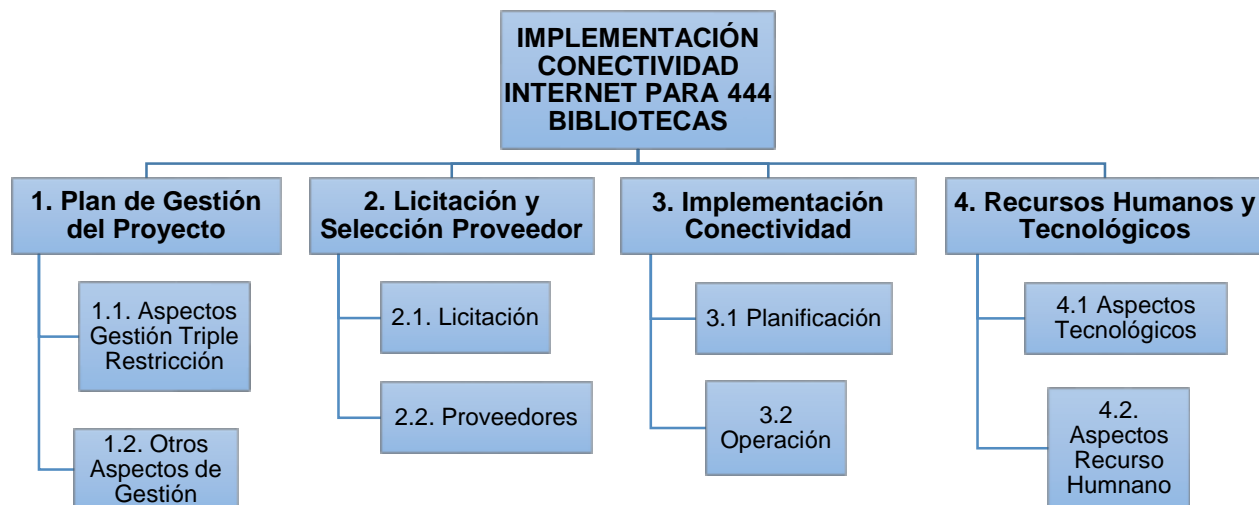 IMPLEMENTACIÓN
CONECTIVIDAD
INTERNET PARA 444
BIBLIOTECAS
1. Plan de Gestión
del Proyecto
1.1. Aspectos
Gestión Triple
Restricción
1.2. Otros
Aspectos de
Gestión
2. Licitación y
Selección Proveedor
2.1. Licitación
2.2. Proveedores
3. Implementación
Conectividad
3.1 Planificación
3.2
Operación
4. Recursos Humanos y
Tecnológicos
4.1 Aspectos
Tecnológicos
4.2.
Aspectos
Recurso
Humnano